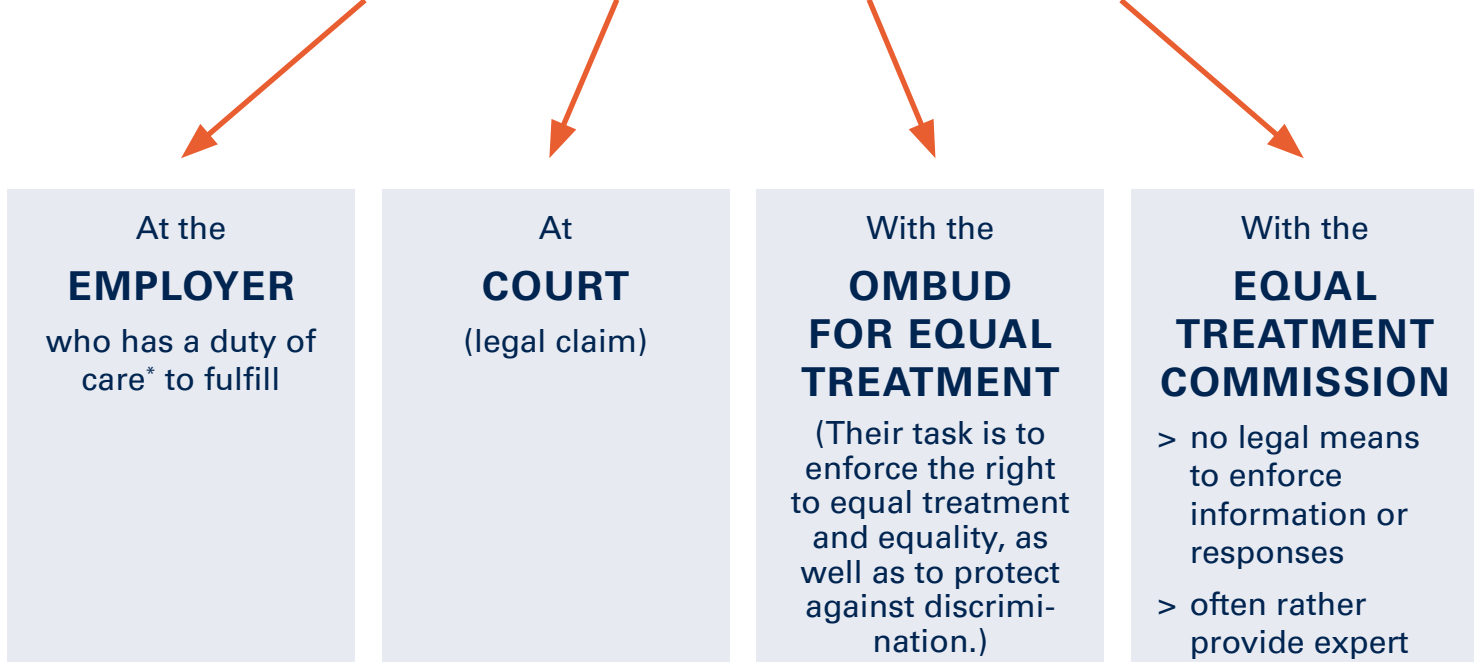 At the
EMPLOYER
who has a duty of
care* to fulfill
At
COURT
(legal claim)
With the
OMBUD
FOR EQUAL
TREATMENT
(Their task is to
enforce the right
to equal treatment
and equality, as
well as to protect
against discrimi-
nation.)
With the
EQUAL
TREATMENT
COMMISSION
> no legal means
to enforce
information or
responses
> often rather
provide expert